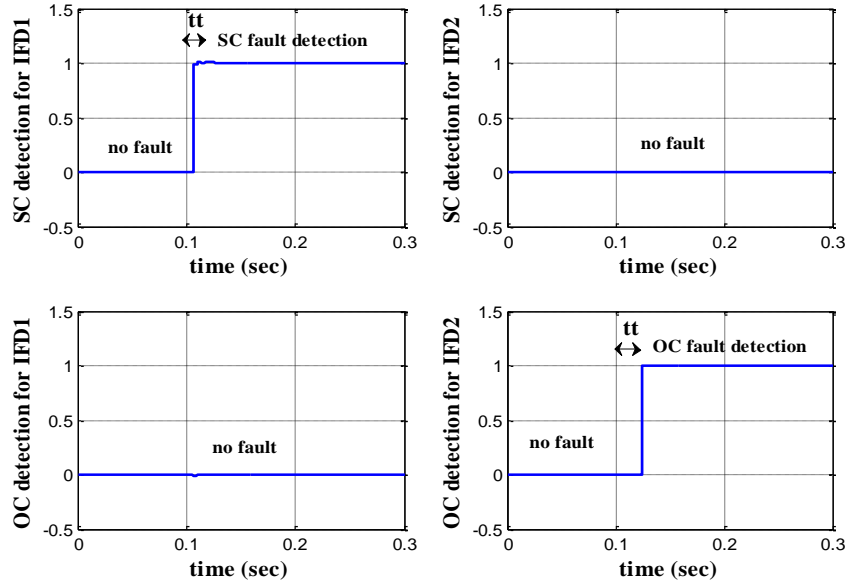 SC detection for IFD1
1.5
1
0.5
0
-0.5
tt
SC fault detection
no fault
0
0.1
0.2
0.3
time (sec)
SC detection for IFD2
1.5
1
0.5
0
-0.5
no fault
0
0.1
0.2
0.3
time (sec)
OC detection for IFD1
1.5
1
0.5
0
-0.5
no fault
0
0.1
0.2
0.3
time (sec)
OC detection for IFD2
1.5
1
0.5
0
-0.5
tt
OC fault detection
no fault
0
0.1
0.2
0.3
time (sec)